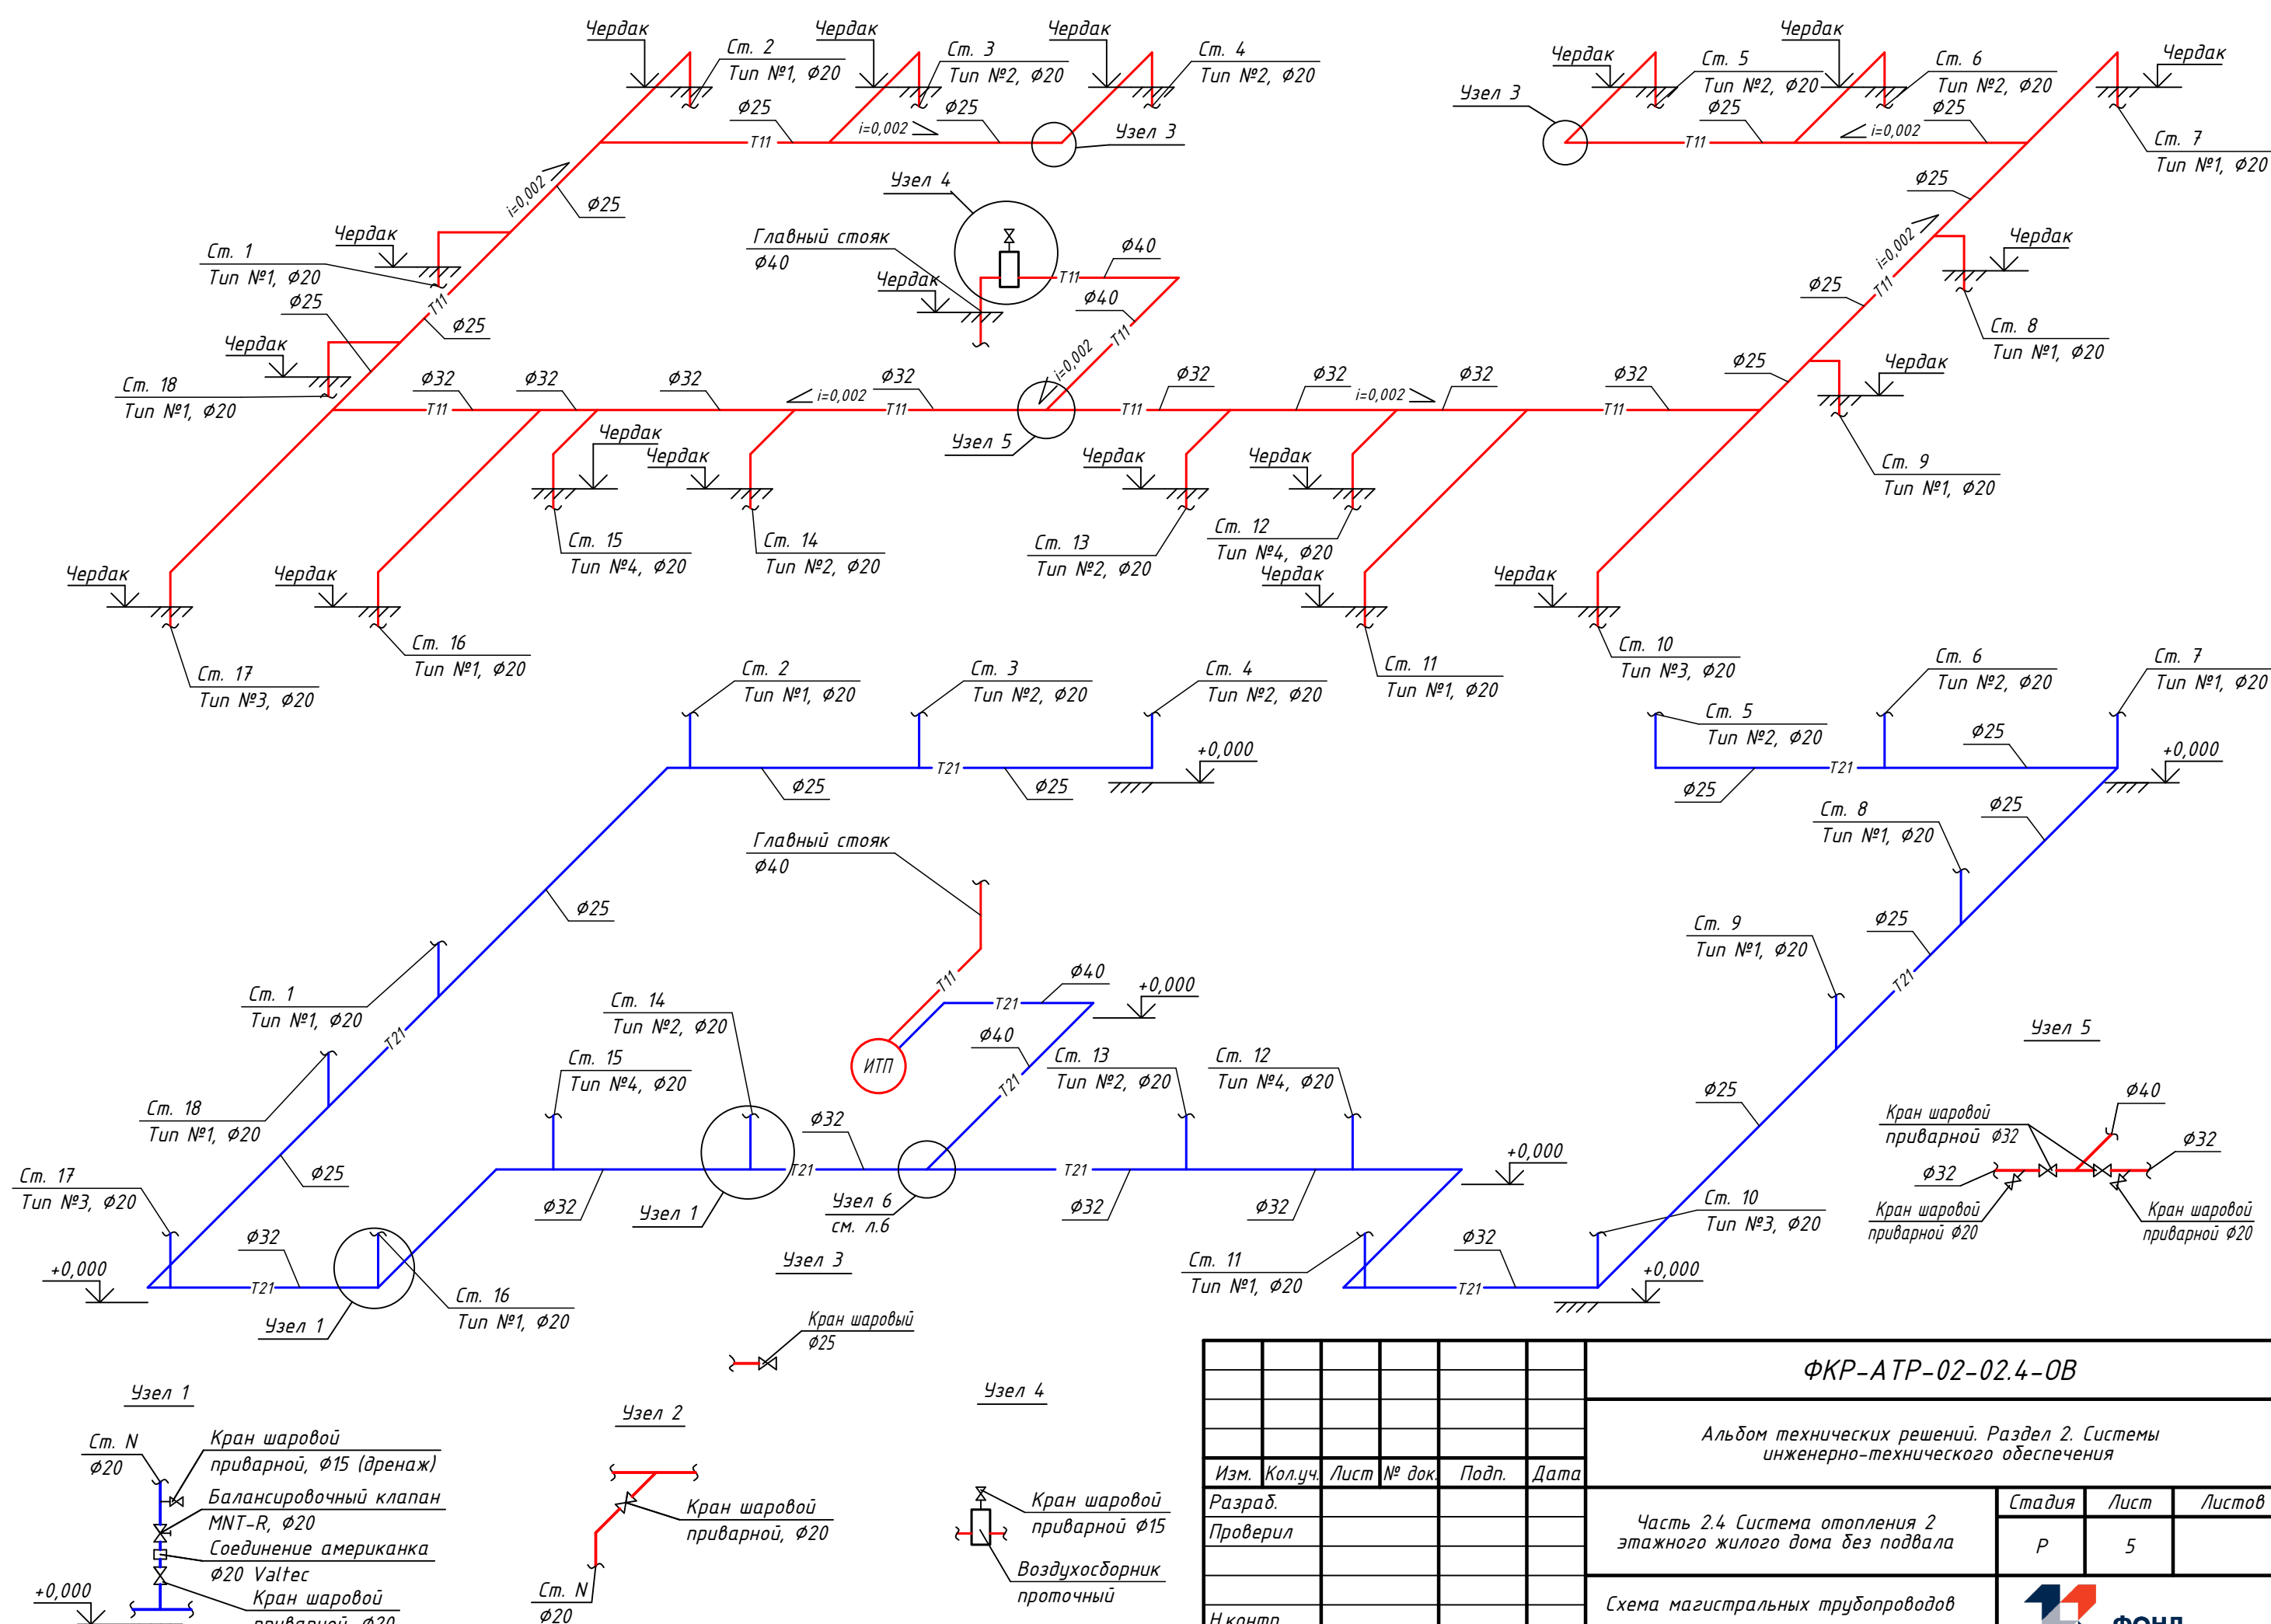 Чердак
Чердак
Чердак
Ст. 2
Тип №1, Ф20
Ст. 3
Тип №2, Ф20
Ст. 4
Тип №2, Ф20
Ф25
i=0,002
Ф25
Т11
Узел 3
Чердак
Чердак
Чердак
Ст. 5
Тип №2, Ф20
Ст. 6
Тип №2, Ф20
Узел 3
Ф25
i=0,002
Ф25
Т11
Ст. 7
Тип №1, Ф20
i=0,002
Ф25
Узел 4
Ф25
Ст. 1
Тип №1, Ф20
Чердак
Главный стояк
Ф40
Чердак
Т11
Ф40
Ф40
Т11
i=0,002
Ф25
i=0,002
Т11
Чердак
Ст. 8
Тип №1, Ф20
Ф25
Т11
Ф25
Чердак
Ст. 18
Тип №1, Ф20
Ф32
Ф32
Ф32
i=0,002
Ф32
Т11
Т11
Т11
Ф32
Ф32
i=0,002
Ф32
Ф32
Т11
Ф25
Чердак
Узел 5
Ст. 9
Тип №1, Ф20
Чердак
Чердак
Чердак
Чердак
Ст. 15
Тип №4, Ф20
Ст. 14
Тип №2, Ф20
Ст. 13
Тип №2, Ф20
Ст. 12
Тип №4, Ф20
Чердак
Чердак
Чердак
Чердак
Ст. 17
Тип №3, Ф20
Ст. 16
Тип №1, Ф20
Ст. 11
Тип №1, Ф20
Ст. 10
Тип №3, Ф20
Ст. 2
Тип №1, Ф20
Ст. 3
Тип №2, Ф20
Ст. 4
Тип №2, Ф20
+0,000
Т21
Ф25
Ф25
Ст. 5
Тип №2, Ф20
Ст. 6
Тип №2, Ф20
Ст. 7
Тип №1, Ф20
Ф25
+0,000
Т21
Ф25
Ф25
Ст. 8
Тип №1, Ф20
Главный стояк
Ф40
Ф25
Ф25
Ст. 9
Тип №1, Ф20
Т21
Ст. 1
Тип №1, Ф20
Т21
Т11
Т21
Ф40
+0,000
Ф40
Т21
ИТП
Ст. 14
Тип №2, Ф20
Ст. 15
Тип №4, Ф20
Ст. 13
Тип №2, Ф20
Ст. 12
Тип №4, Ф20
Ст. 18
Тип №1, Ф20
Ф25
Ф32
Т21
Т21
Ф32
Узел 1
Узел 6
см. л.6
Ф32
Ф32
+0,000
Ф25
Узел 5
Кран шаровой
приварной Ф32
Ф40
Ф32
Ф32
Кран шаровой
приварной Ф20
Кран шаровой
приварной Ф20
Ст. 17
Тип №3, Ф20
+0,000
Ф32
Т21
Узел 1
Ст. 16
Тип №1, Ф20
Ст. 11
Тип №1, Ф20
Ф32
Т21
Ст. 10
Тип №3, Ф20
+0,000
Узел 3
Кран шаровый
Ф25
Узел 1
Ст. N
Ф20
Кран шаровой
приварной, Ф15 (дренаж)
Балансировочный клапан
MNT-R, Ф20
Соединение американка
Ф20 Valtec
Кран шаровой
приварной, Ф20
+0,000
Узел 2
Кран шаровой
приварной, Ф20
Ст. N
Ф20
Узел 4
Кран шаровой
приварной Ф15
Воздухосборник
проточный
ФКР-АТР-02-02.4-ОВ
Альбом технических решений. Раздел 2. Системы
инженерно-технического обеспечения
Изм. Кол.уч. Лист № док. Подп. Дата
Разраб.
Проверил
Н.контр.
Часть 2.4 Система отопления 2
этажного жилого дома без подвала
Стадия Лист Листов
Р 5
Схема магистральных трубопроводов
ФОНД